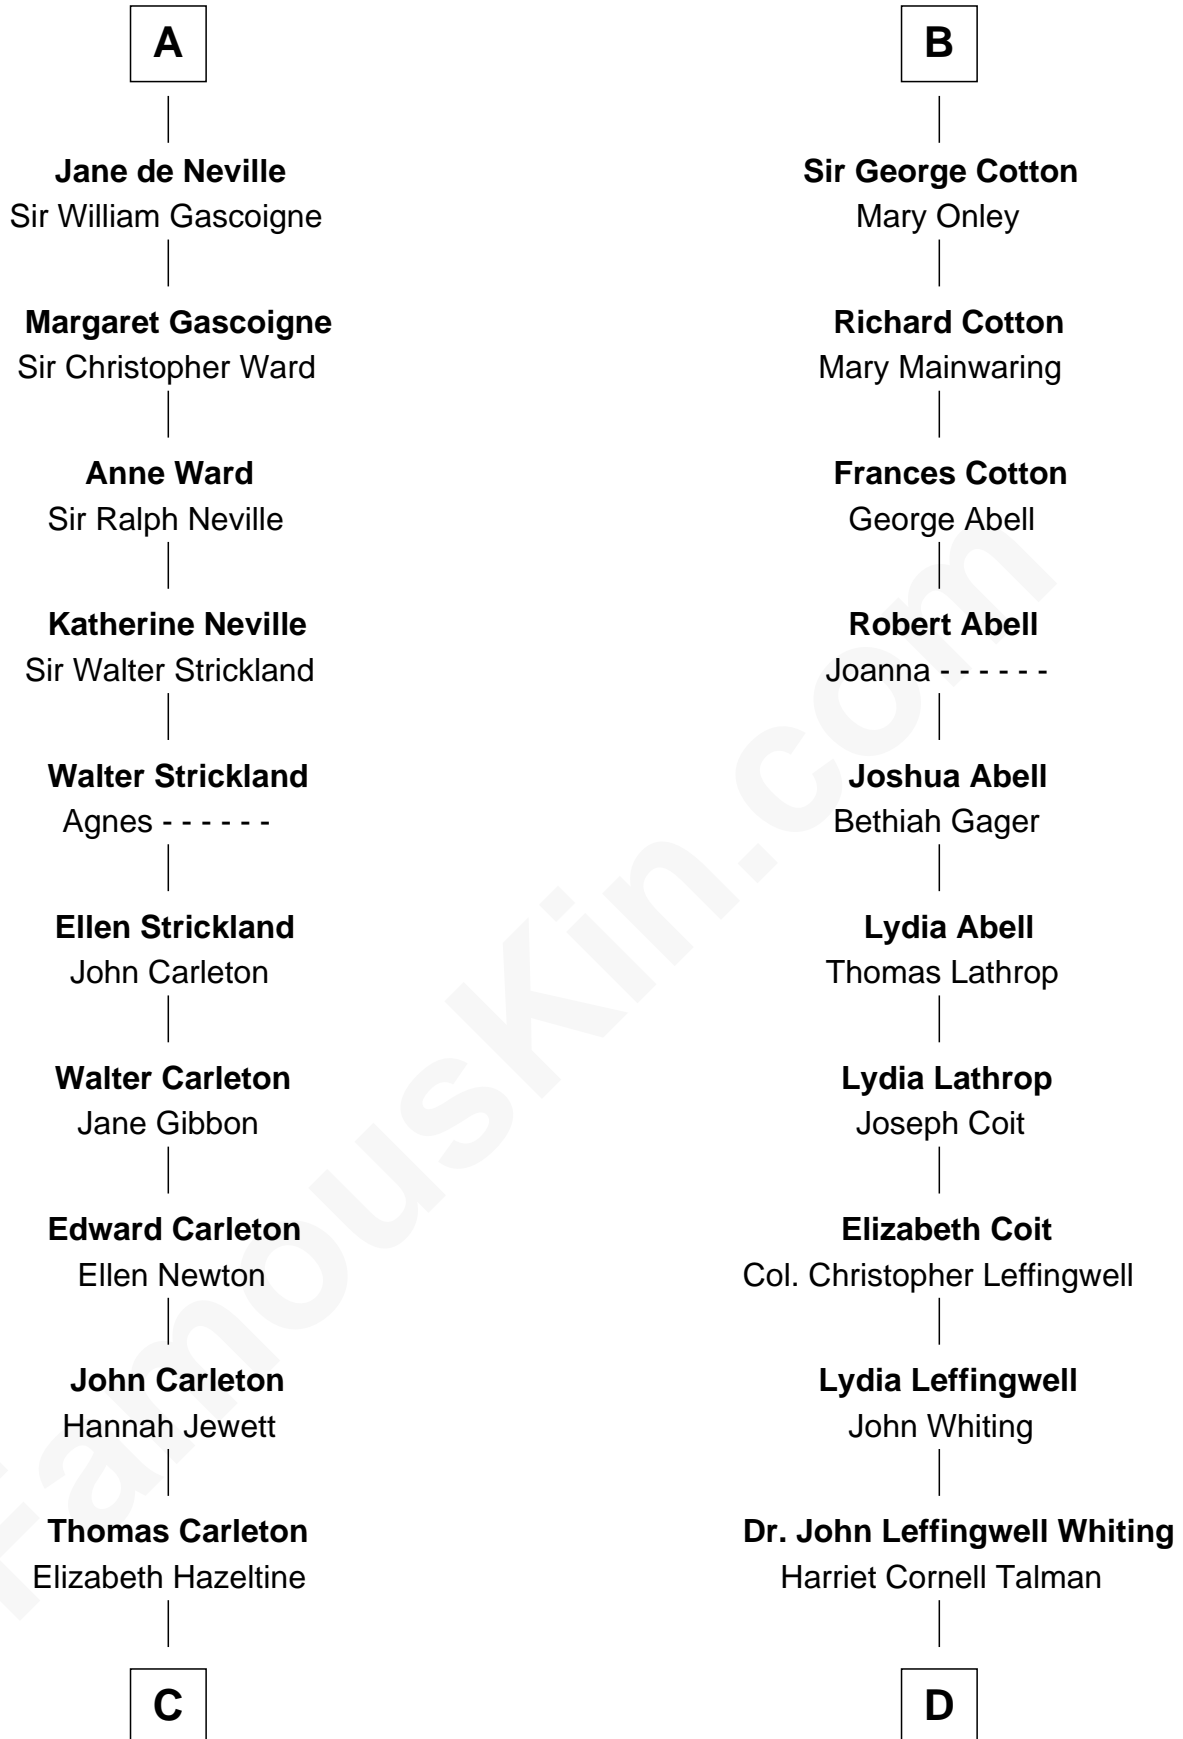 A
Jane de Neville
Sir William Gascoigne
Margaret Gascoigne
Sir Christopher Ward
Anne Ward
Sir Ralph Neville
Katherine Neville
Sir Walter Strickland
Walter Strickland
Agnes - - - - - -
Ellen Strickland
John Carleton
Walter Carleton
Jane Gibbon
Edward Carleton
Ellen Newton
John Carleton
Hannah Jewett
Thomas Carleton
Elizabeth Hazeltine
C
B
Sir George Cotton
Mary Onley
Richard Cotton
Mary Mainwaring
Frances Cotton
George Abell
Robert Abell
Joanna - - - - - -
Joshua Abell
Bethiah Gager
Lydia Abell
Thomas Lathrop
Lydia Lathrop
Joseph Coit
Elizabeth Coit
Col. Christopher Leffingwell
Lydia Leffingwell
John Whiting
Dr. John Leffingwell Whiting
Harriet Cornell Talman
D
FamousKin.com